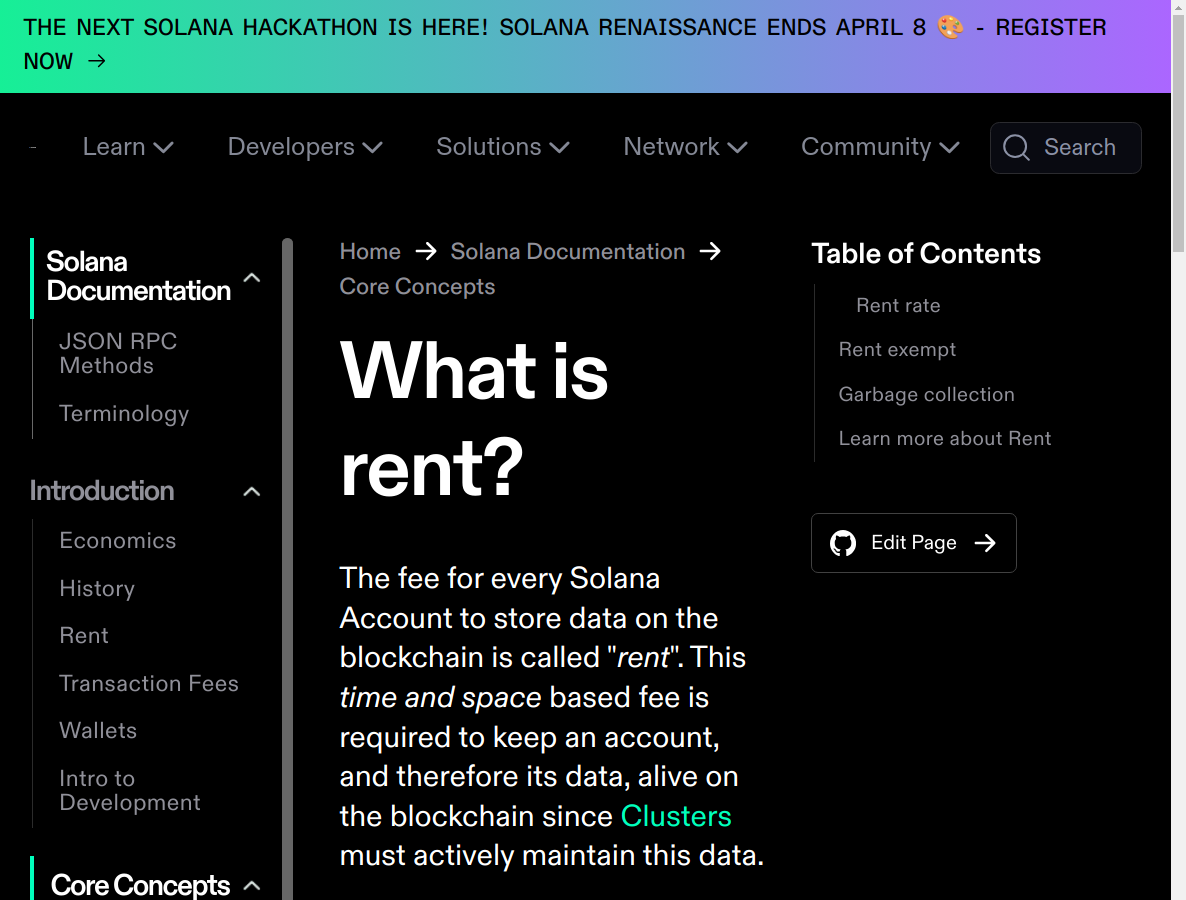 THE NEXT SOLANA HACKATHON IS HERE! SOLANA RENAISSANCE ENDS APRIL 8 🎨 - REGISTER
NOW →
Learn
Developers
Solutions
Network
Community
Search
Solana
Documentation
JSON RPC
Methods
Terminology
Introduction
Economics
History
Rent
Transaction Fees
Wallets
Intro to
Development
Core Concepts
Home → Solana Documentation →
Core Concepts
What is
rent?
The fee for every Solana
Account to store data on the
blockchain is called "rent". This
time and space based fee is
required to keep an account,
and therefore its data, alive on
the blockchain since Clusters
must actively maintain this data.
Table of Contents
Rent rate
Rent exempt
Garbage collection
Learn more about Rent
Edit Page →